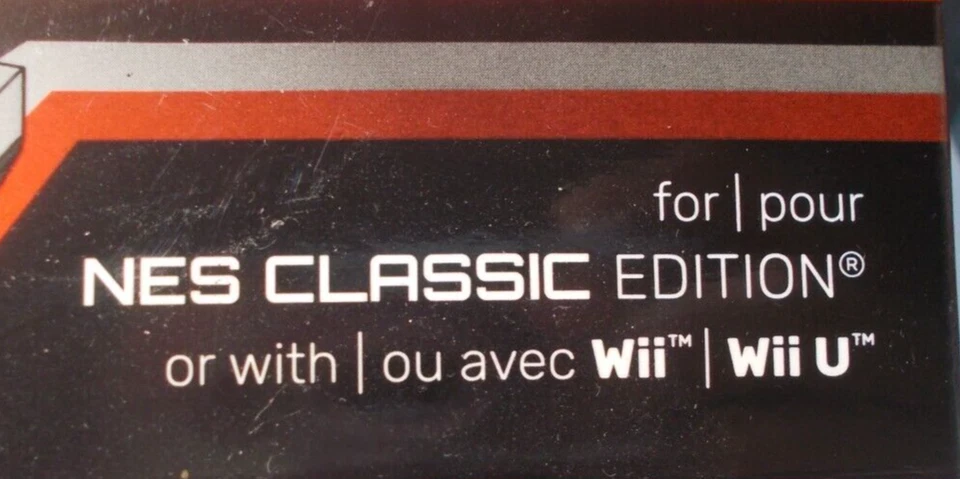 for | pour
NES CLASSIC EDITION®
or with | ou avec Wii™ | Wii U™